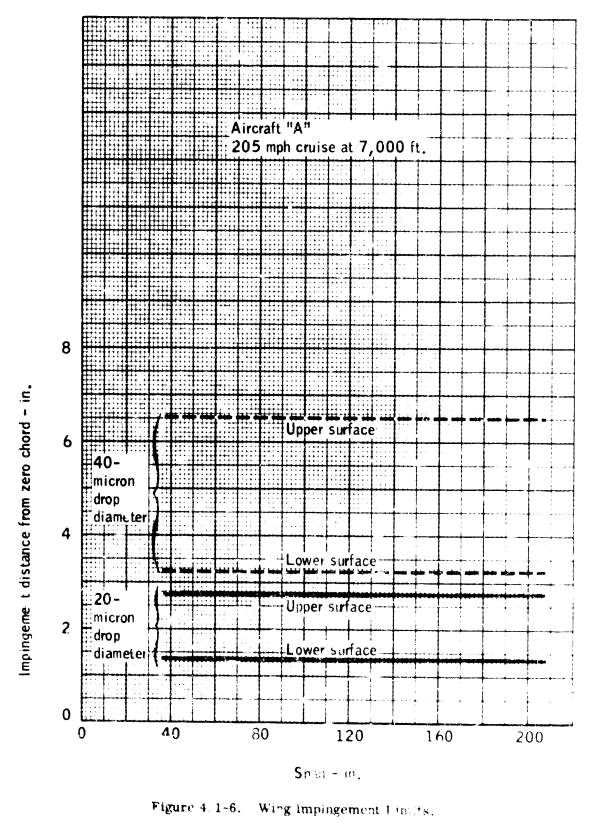 Aircraft "A"
205 mph cruise at 7,000 ft.
8
6
4
2
0
Impingeme t distance from zero chord - in.
40-
micron
drop
diameter
Upper surface
Lower surface
20-
micron
drop
diameter
Upper surface
Lower surface
0 40 80 120 160 200
Span - in.
Figure 4.1-6. Wing Impingement Limits.